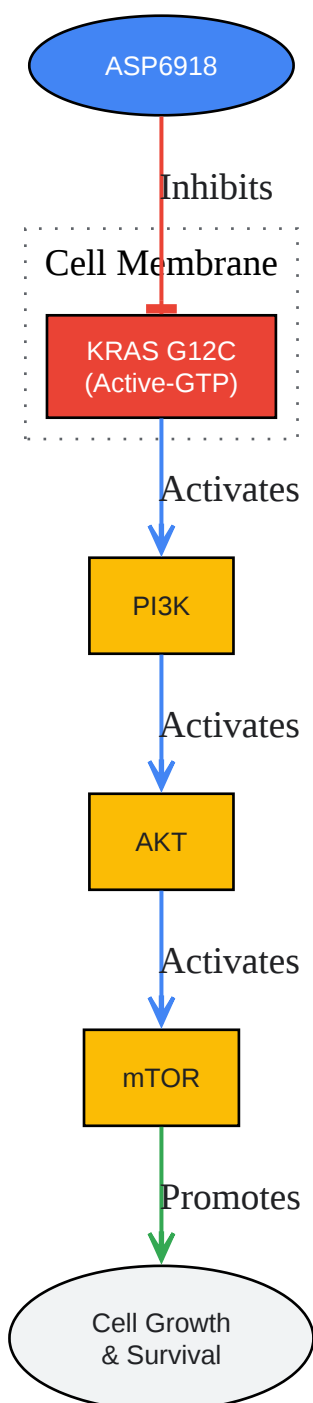 ASP6918
Inhibits
Cell Membrane
KRAS G12C
(Active-GTP)
Activates
PI3K
Activates
AKT
Activates
mTOR
Promotes
Cell Growth
& Survival